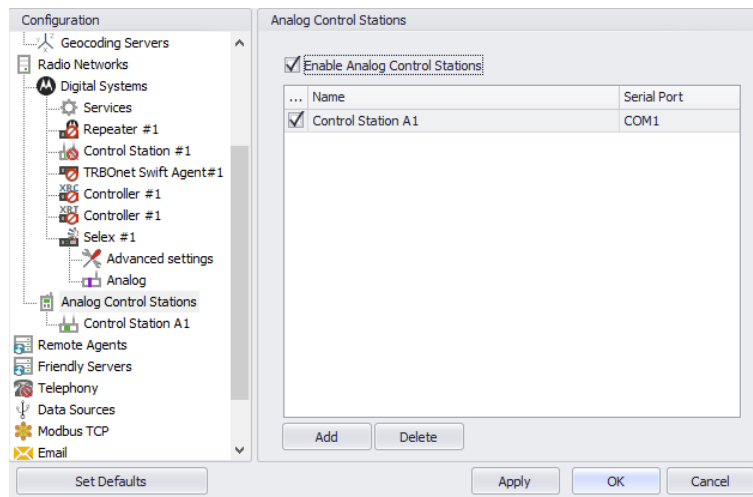 Configuration
Geocoding Servers
Radio Networks
Digital Systems
Services
Repeater #1
Control Station #1
TRBOnet Swift Agent#1
XRC
Controller #1
XRT
Controller #1
Selex #1
Advanced settings
Analog
Analog Control Stations
Control Station A1
Remote Agents
Friendly Servers
Telephony
Data Sources
Modbus TCP
Email
Set Defaults
Analog Control Stations
Enable Analog Control Stations
... Name Serial Port
Control Station A1 COM1
Add Delete
Apply OK Cancel